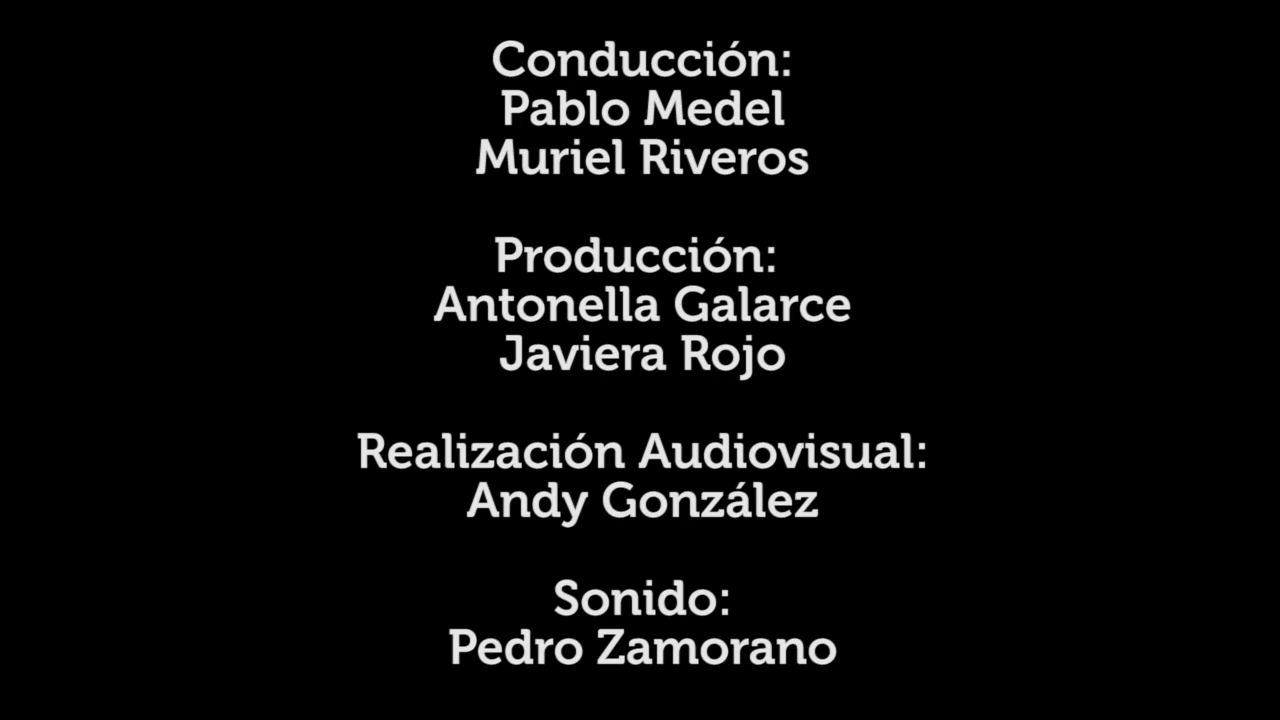 Conducción:
Pablo Medel
Muriel Riveros
Producción:
Antonella Galarce
Javiera Rojo
Realización Audiovisual:
Andy González
Sonido:
Pedro Zamorano